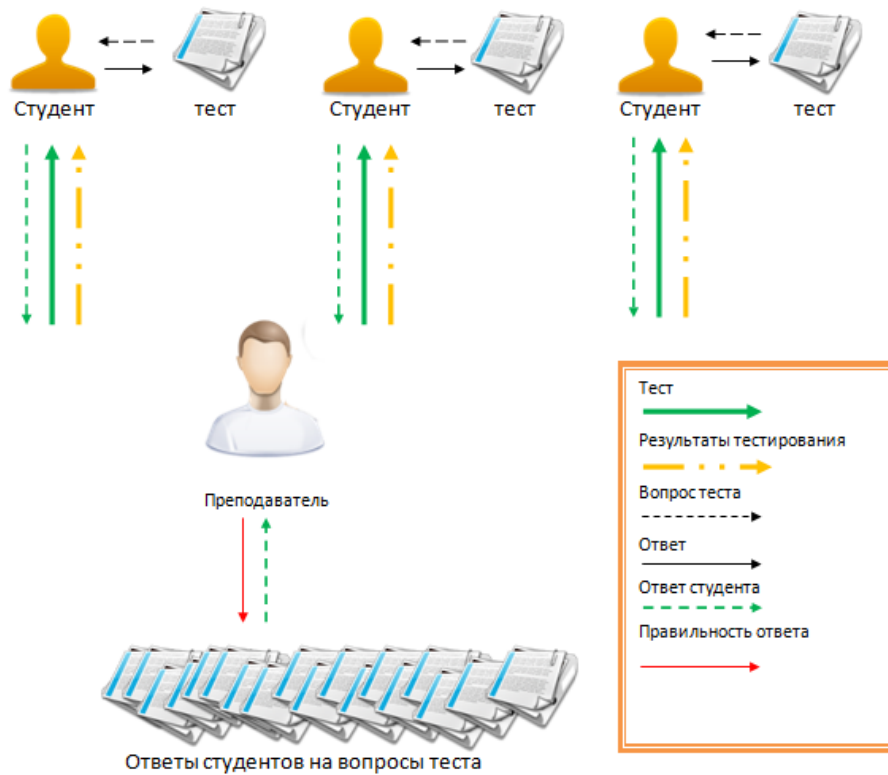 Студент
тест
Студент
тест
Студент
тест
Преподаватель
Ответы студентов на вопросы теста
Тест
Результаты тестирования
Вопрос теста
Ответ
Ответ студента
Правильность ответа